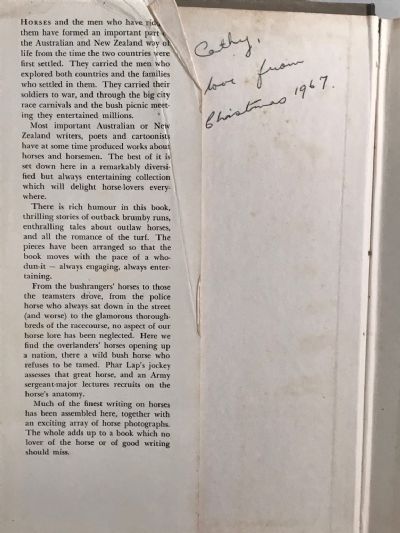 HORSES and the men who have ridden
them have formed an important part of
the Australian and New Zealand way of
life from the time the two countries were
first settled. They carried the men who
explored both countries and the families
who settled in them. They carried their
soldiers to war, and through the big city
race carnivals and the bush picnic meet-
ing they entertained millions.
Most important Australian or New
Zealand writers, poets and cartoonists
have at some time produced works about
horses and horsemen. The best of it is
set down here in a remarkably diversi-
fied but always entertaining collection
which will delight horse-lovers every-
where.
There is rich humour in this book,
thrilling stories of outback brumby runs,
enthralling tales about outlaw horses,
and all the romance of the turf. The
pieces have been arranged so that the
book moves with the pace of a who-
dun-it — always engaging, always enter-
taining.
From the bushrangers' horses to those
the teamsters drove, from the police
horse who always sat down in the street
(and worse) to the glamorous thorough-
breds of the racecourse, no aspect of our
horse lore has been neglected. Here we
find the overlanders' horses opening up
a nation, there a wild bush horse who
refuses to be tamed. Phar Lap's jockey
assesses that great horse, and an Army
sergeant-major lectures recruits on the
horse's anatomy.
Much of the finest writing on horses
has been assembled here, together with
an exciting array of horse photographs.
The whole adds up to a book which no
lover of the horse or of good writing
should miss.
Cathy,
love from
Christmas 1967.